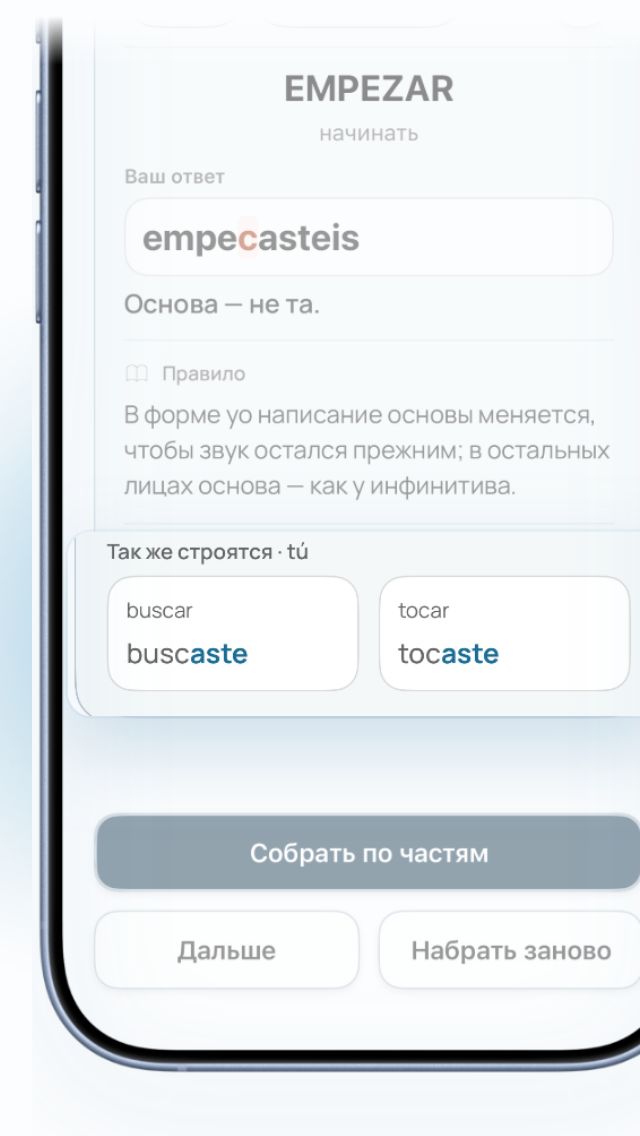 EMPEZAR
начинать
Ваш ответ
empecasteis
Основа — не та.
Правило
В форме yo написание основы меняется,
чтобы звук остался прежним; в остальных
лицах основа — как у инфинитива.
Так же строятся · tú
buscar
tocar
buscaste
tocaste
Собрать по частям
Дальше
Набрать заново